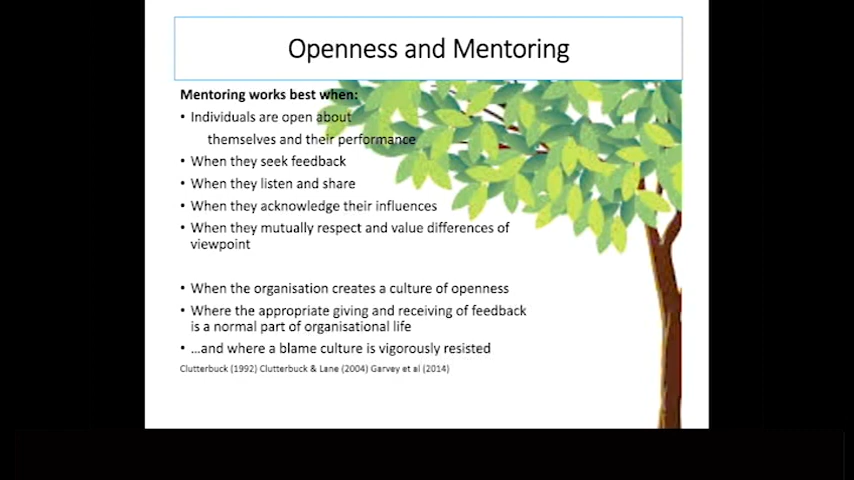 Openness and Mentoring
Mentoring works best when:
• Individuals are open about
themselves and their performance
• When they seek feedback
• When they listen and share
• When they acknowledge their influences
• When they mutually respect and value differences of
viewpoint
• When the organisation creates a culture of openness
• Where the appropriate giving and receiving of feedback
is a normal part of organisational life
• …and where a blame culture is vigorously resisted
Clutterbuck (1992) Clutterbuck & Lane (2004) Garvey et al (2014)